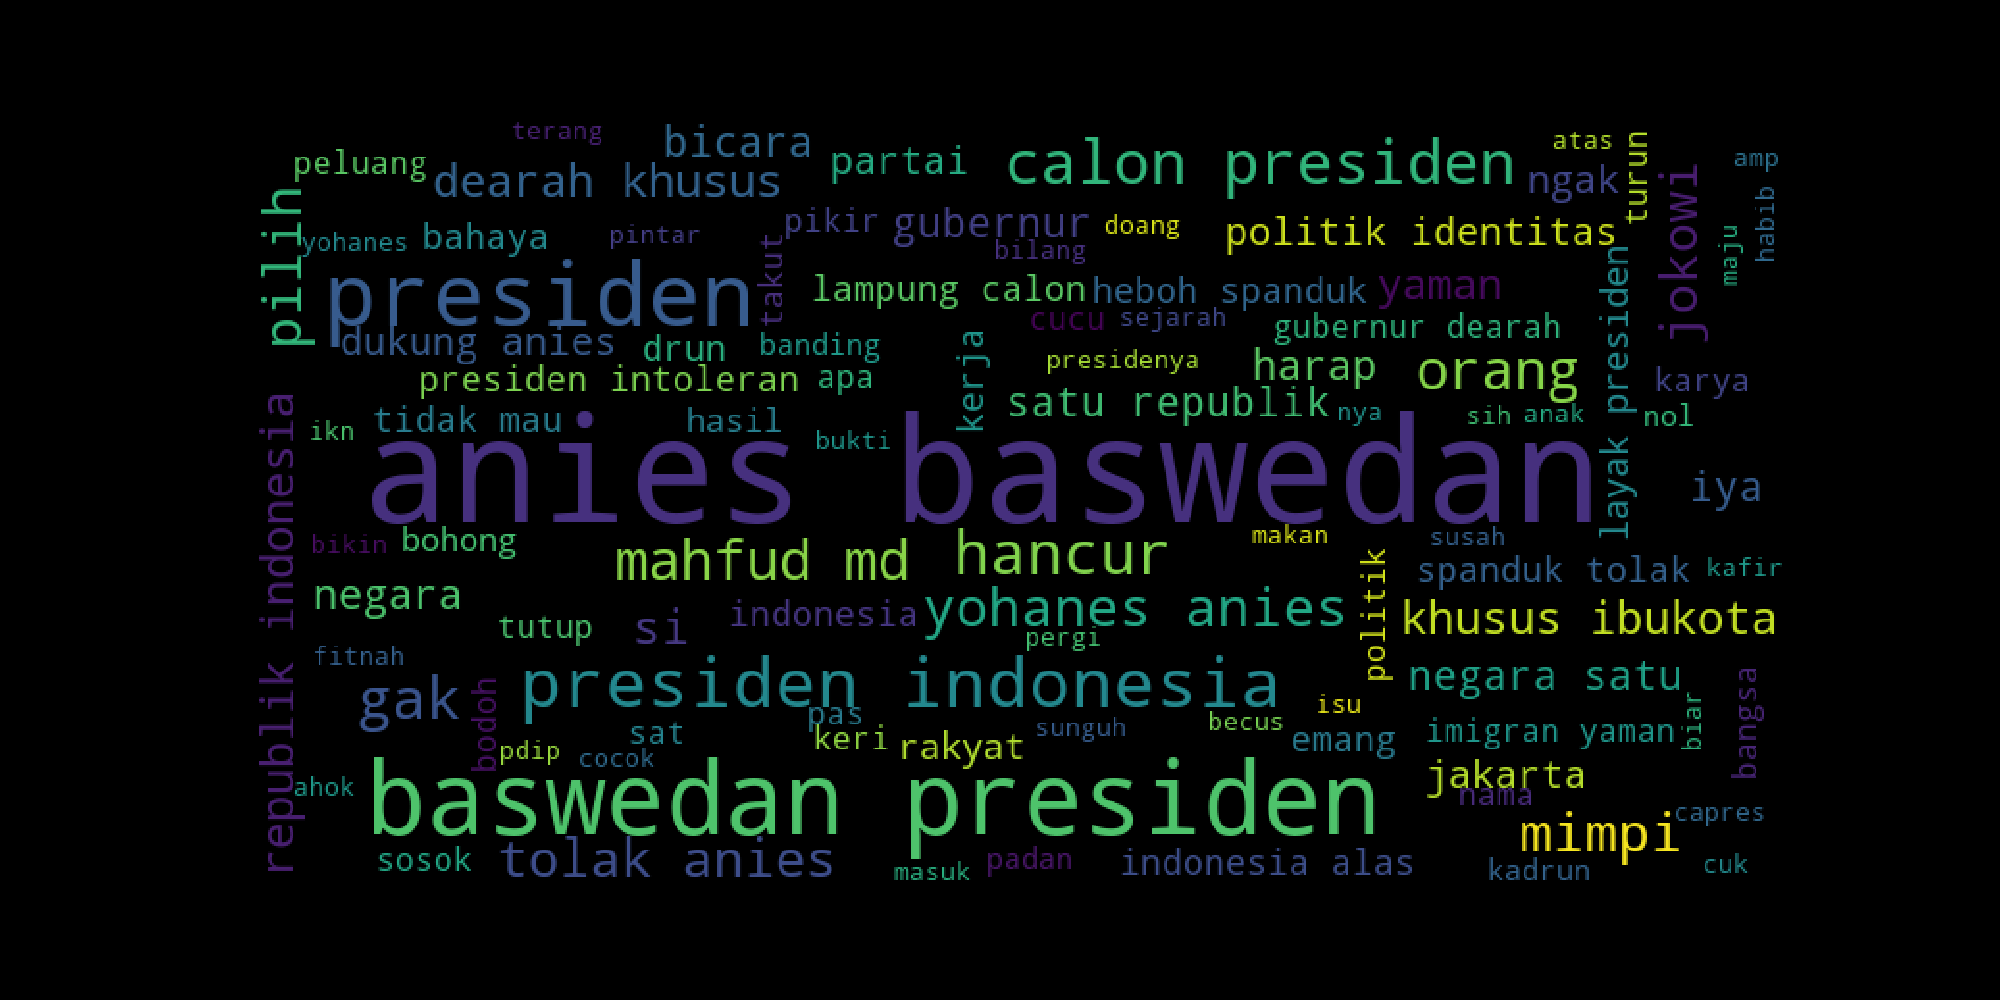 terang
bicara
peluang
dearah khusus
partai
calon presiden
atas
turun
amp
ngak
jokowi
habib
pilih
yohanes
bahaya
pintar
takut
pikir
gubernur
bilang
doang
politik identitas
maju
presiden
lampung calon
heboh spanduk
yaman
layak presiden
cucu
sejarah
gubernur dearah
dukung anies
drun
banding
kerja
presidenya
harap
orang
presiden intoleran
apa
karya
republik indonesia
satu republik
nya
sih
anak
nol
ikn
tidak mau
hasil
bukti
anies baswedan
iya
bikin
bohong
mahfud md
hancur
makan
susah
politik
spanduk tolak
kafir
negara
tutup
si
indonesia
yohanes anies
khusus ibukota
pergi
fitnah
gak
bodoh
presiden indonesia
negara satu
bangsa
pas
isu
biar
sat
keri
sunguh
becus
emang
imigran yaman
pdip
cocok
rakyat
ahok
baswedan presiden
jakarta
nama
mimpi
capres
sosok
tolak anies
masuk
padan
indonesia alas
kadrun
cuk